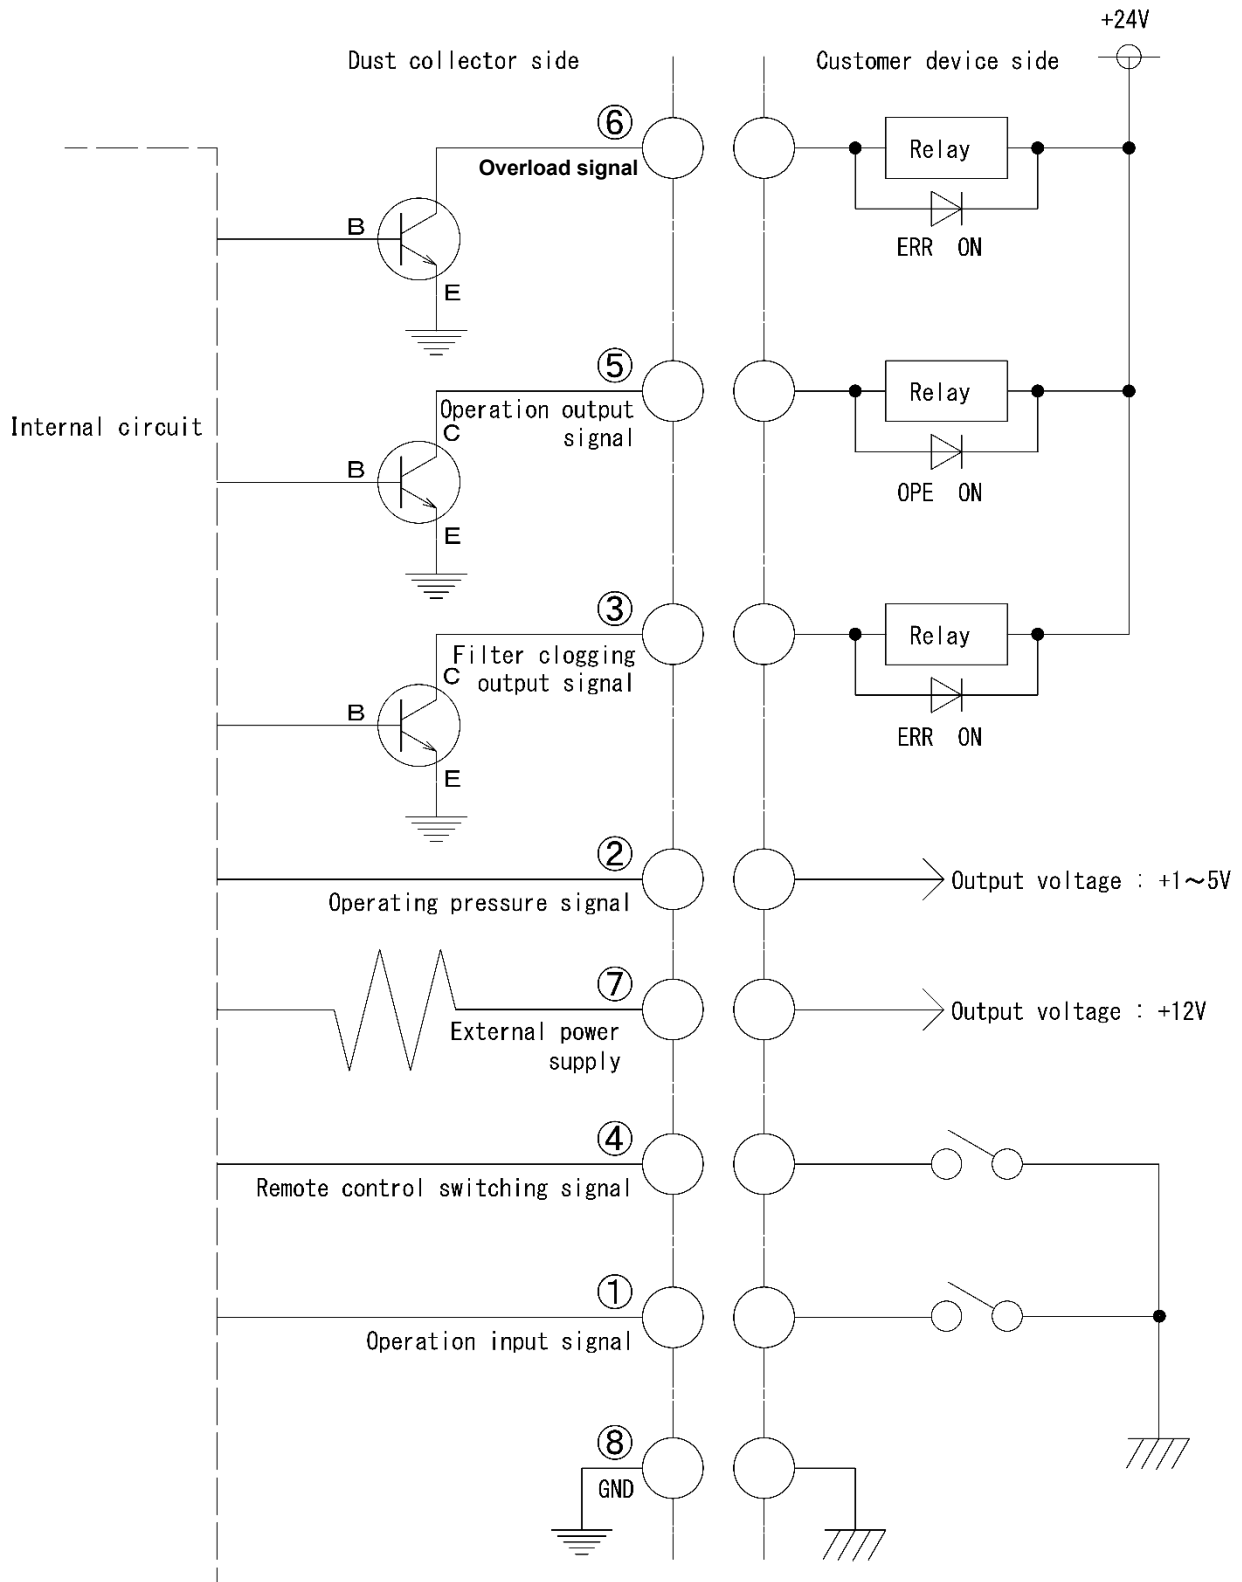 +24V
Dust collector side
Customer device side
⑥
Overload signal
Relay
B
E
ERR ON
⑤
Operation output
signal
C
Relay
Internal circuit
B
E
OPE ON
③
Filter clogging
output signal
C
Relay
B
E
ERR ON
②
Operating pressure signal
Output voltage : +1～5V
⑦
External power
supply
Output voltage : +12V
④
Remote control switching signal
①
Operation input signal
⑧
GND